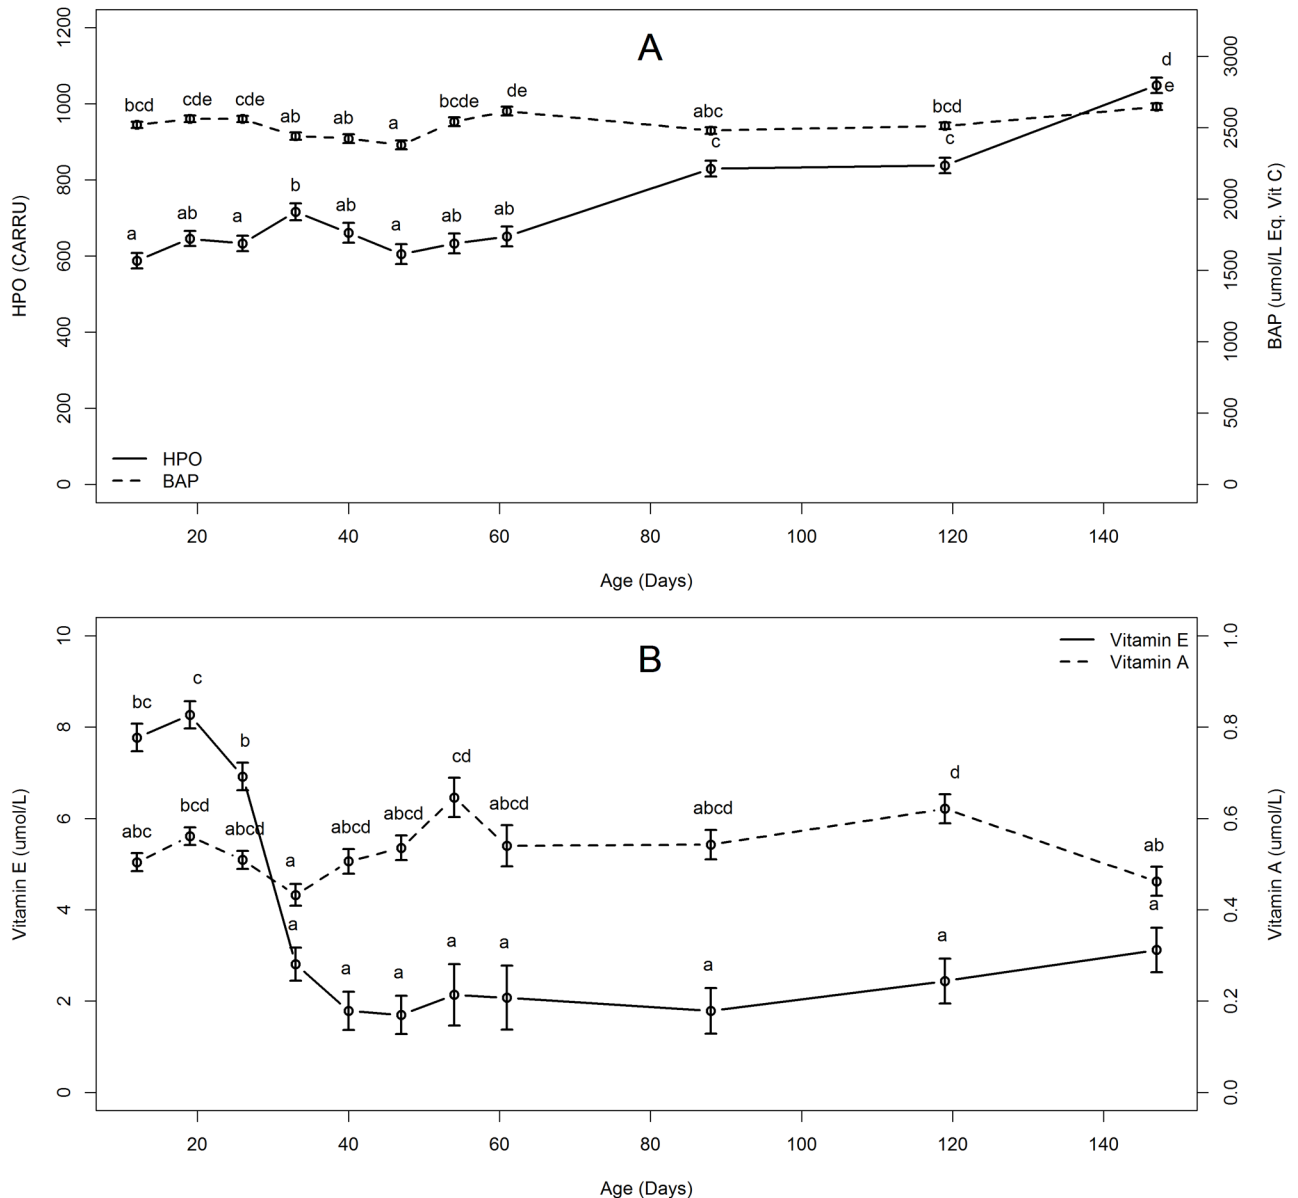 A
1200
1000
800
600
400
200
0
HPO (CARRU)
3000
2500
2000
1500
1000
500
0
BAP (umol/L Eq. Vit C)
bcd cde cde ab ab a bcde de abc bcd e
a ab a b ab a ab ab c c d
HPO
BAP
20 40 60 80 100 120 140
Age (Days)
B
Vitamin E
Vitamin A
10
8
6
4
2
0
Vitamin E (umol/L)
1.0
0.8
0.6
0.4
0.2
0.0
Vitamin A (umol/L)
bc c b a a a a a a a a
abc bcd abcd a abcd abcd cd abcd abcd d ab
20 40 60 80 100 120 140
Age (Days)